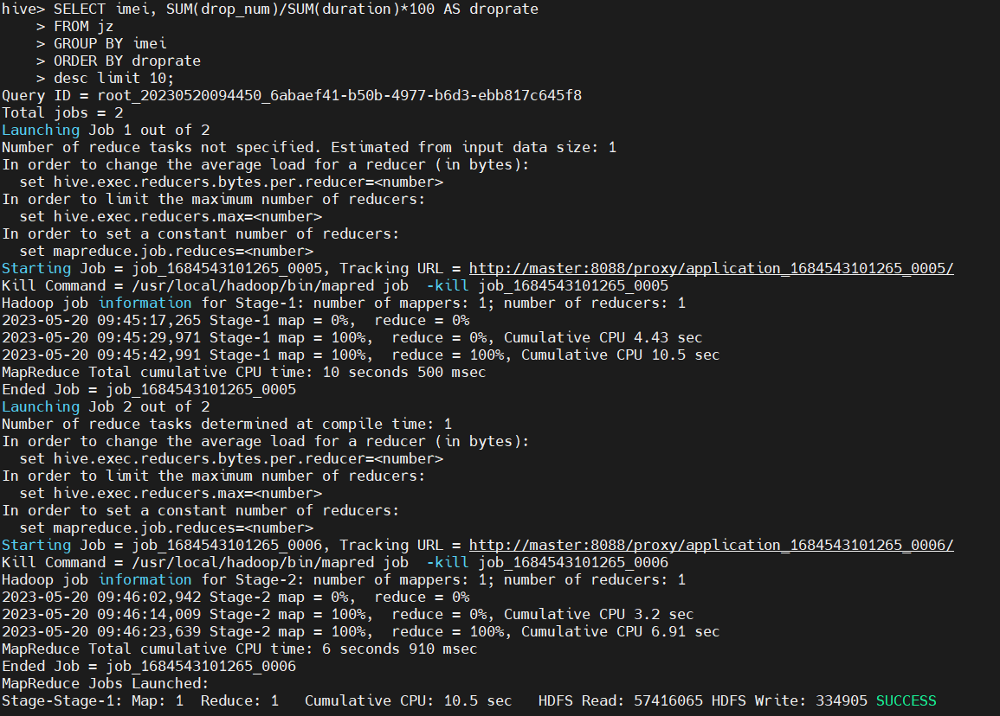 hive> SELECT imei, SUM(drop_num)/SUM(duration)*100 AS droprate
    > FROM jz
    > GROUP BY imei
    > ORDER BY droprate
    > desc limit 10;
Query ID = root_20230520094450_6abaef41-b50b-4977-b6d3-ebb817c645f8
Total jobs = 2
Launching Job 1 out of 2
Number of reduce tasks not specified. Estimated from input data size: 1
In order to change the average load for a reducer (in bytes):
  set hive.exec.reducers.bytes.per.reducer=<number>
In order to limit the maximum number of reducers:
  set hive.exec.reducers.max=<number>
In order to set a constant number of reducers:
  set mapreduce.job.reduces=<number>
Starting Job = job_1684543101265_0005, Tracking URL = http://master:8088/proxy/application_1684543101265_0005/
Kill Command = /usr/local/hadoop/bin/mapred job  -kill job_1684543101265_0005
Hadoop job information for Stage-1: number of mappers: 1; number of reducers: 1
2023-05-20 09:45:17,265 Stage-1 map = 0%,  reduce = 0%
2023-05-20 09:45:29,971 Stage-1 map = 100%,  reduce = 0%, Cumulative CPU 4.43 sec
2023-05-20 09:45:42,991 Stage-1 map = 100%,  reduce = 100%, Cumulative CPU 10.5 sec
MapReduce Total cumulative CPU time: 10 seconds 500 msec
Ended Job = job_1684543101265_0005
Launching Job 2 out of 2
Number of reduce tasks determined at compile time: 1
In order to change the average load for a reducer (in bytes):
  set hive.exec.reducers.bytes.per.reducer=<number>
In order to limit the maximum number of reducers:
  set hive.exec.reducers.max=<number>
In order to set a constant number of reducers:
  set mapreduce.job.reduces=<number>
Starting Job = job_1684543101265_0006, Tracking URL = http://master:8088/proxy/application_1684543101265_0006/
Kill Command = /usr/local/hadoop/bin/mapred job  -kill job_1684543101265_0006
Hadoop job information for Stage-2: number of mappers: 1; number of reducers: 1
2023-05-20 09:46:02,942 Stage-2 map = 0%,  reduce = 0%
2023-05-20 09:46:14,009 Stage-2 map = 100%,  reduce = 0%, Cumulative CPU 3.2 sec
2023-05-20 09:46:23,639 Stage-2 map = 100%,  reduce = 100%, Cumulative CPU 6.91 sec
MapReduce Total cumulative CPU time: 6 seconds 910 msec
Ended Job = job_1684543101265_0006
MapReduce Jobs Launched:
Stage-Stage-1: Map: 1  Reduce: 1   Cumulative CPU: 10.5 sec   HDFS Read: 57416065 HDFS Write: 334905 SUCCESS